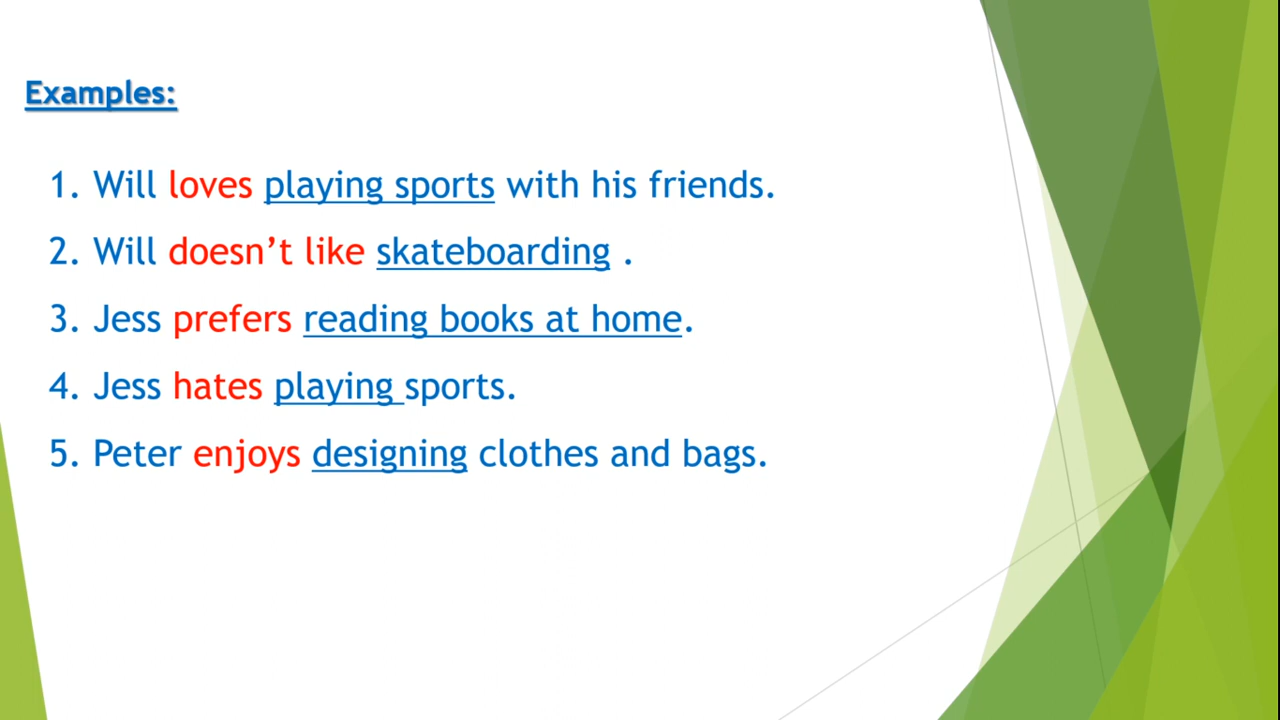 Examples:
1. Will loves playing sports with his friends.
2. Will doesn’t like skateboarding .
3. Jess prefers reading books at home.
4. Jess hates playing sports.
5. Peter enjoys designing clothes and bags.